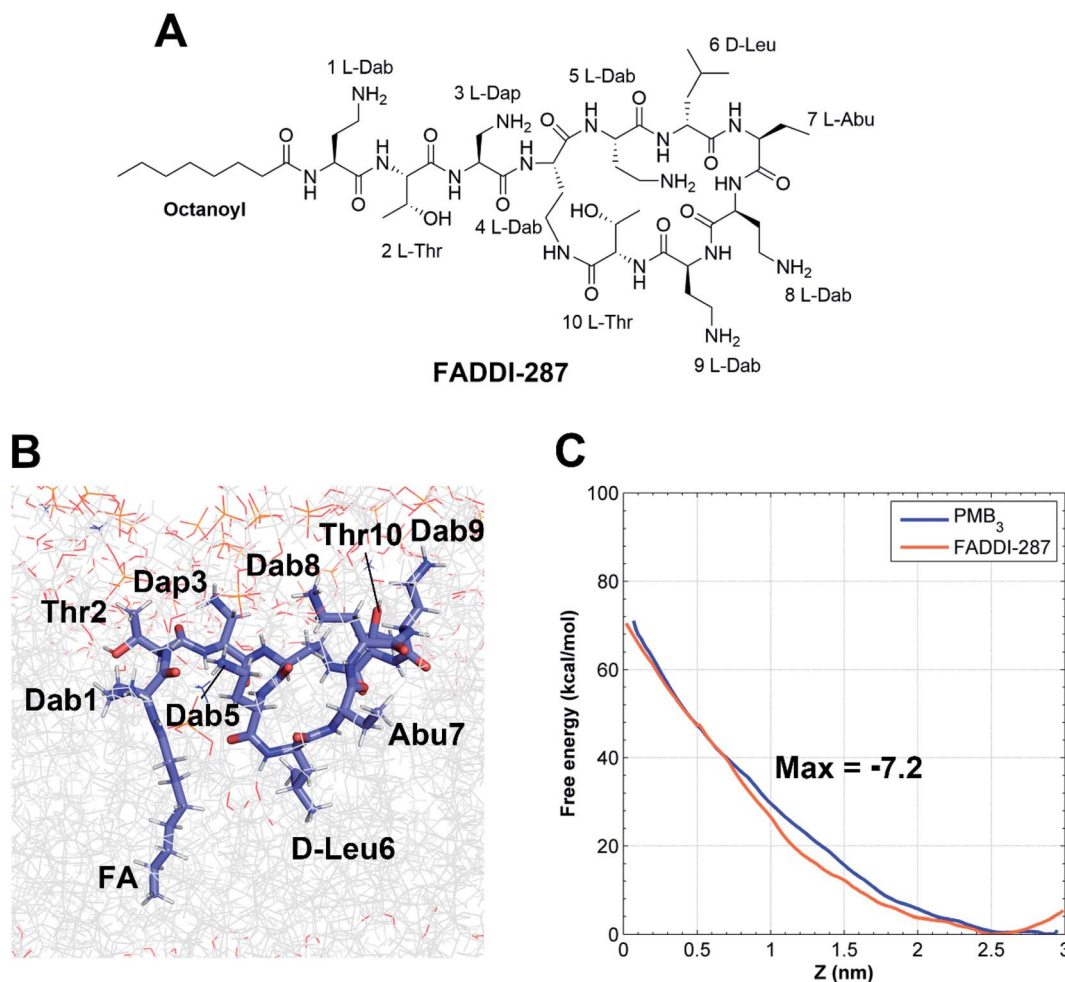 A
6 D-Leu
1 L-Dab
5 L-Dab
NH2
3 L-Dap
7 L-Abu
O
H
N
NH2
O
H
N
O
H
N
O
H
N
O
H
N
O
H
N
N
H
O
N
H
O
N
H
O
O
HN
O
Octanoyl
OH
4 L-Dab
NH2
HO
O
2 L-Thr
NH
O
N
H
O
NH
NH2
8 L-Dab
10 L-Thr
NH2
9 L-Dab
FADDI-287
B
Thr10
Dab9
Dap3
Dab8
Thr2
Dab1
Dab5
Abu7
D-Leu6
FA
C
100
80
60
40
20
0
Free energy (kcal/mol)
PMB3
FADDI-287
Max = -7.2
0
0.5
1
1.5
2
2.5
3
Z (nm)